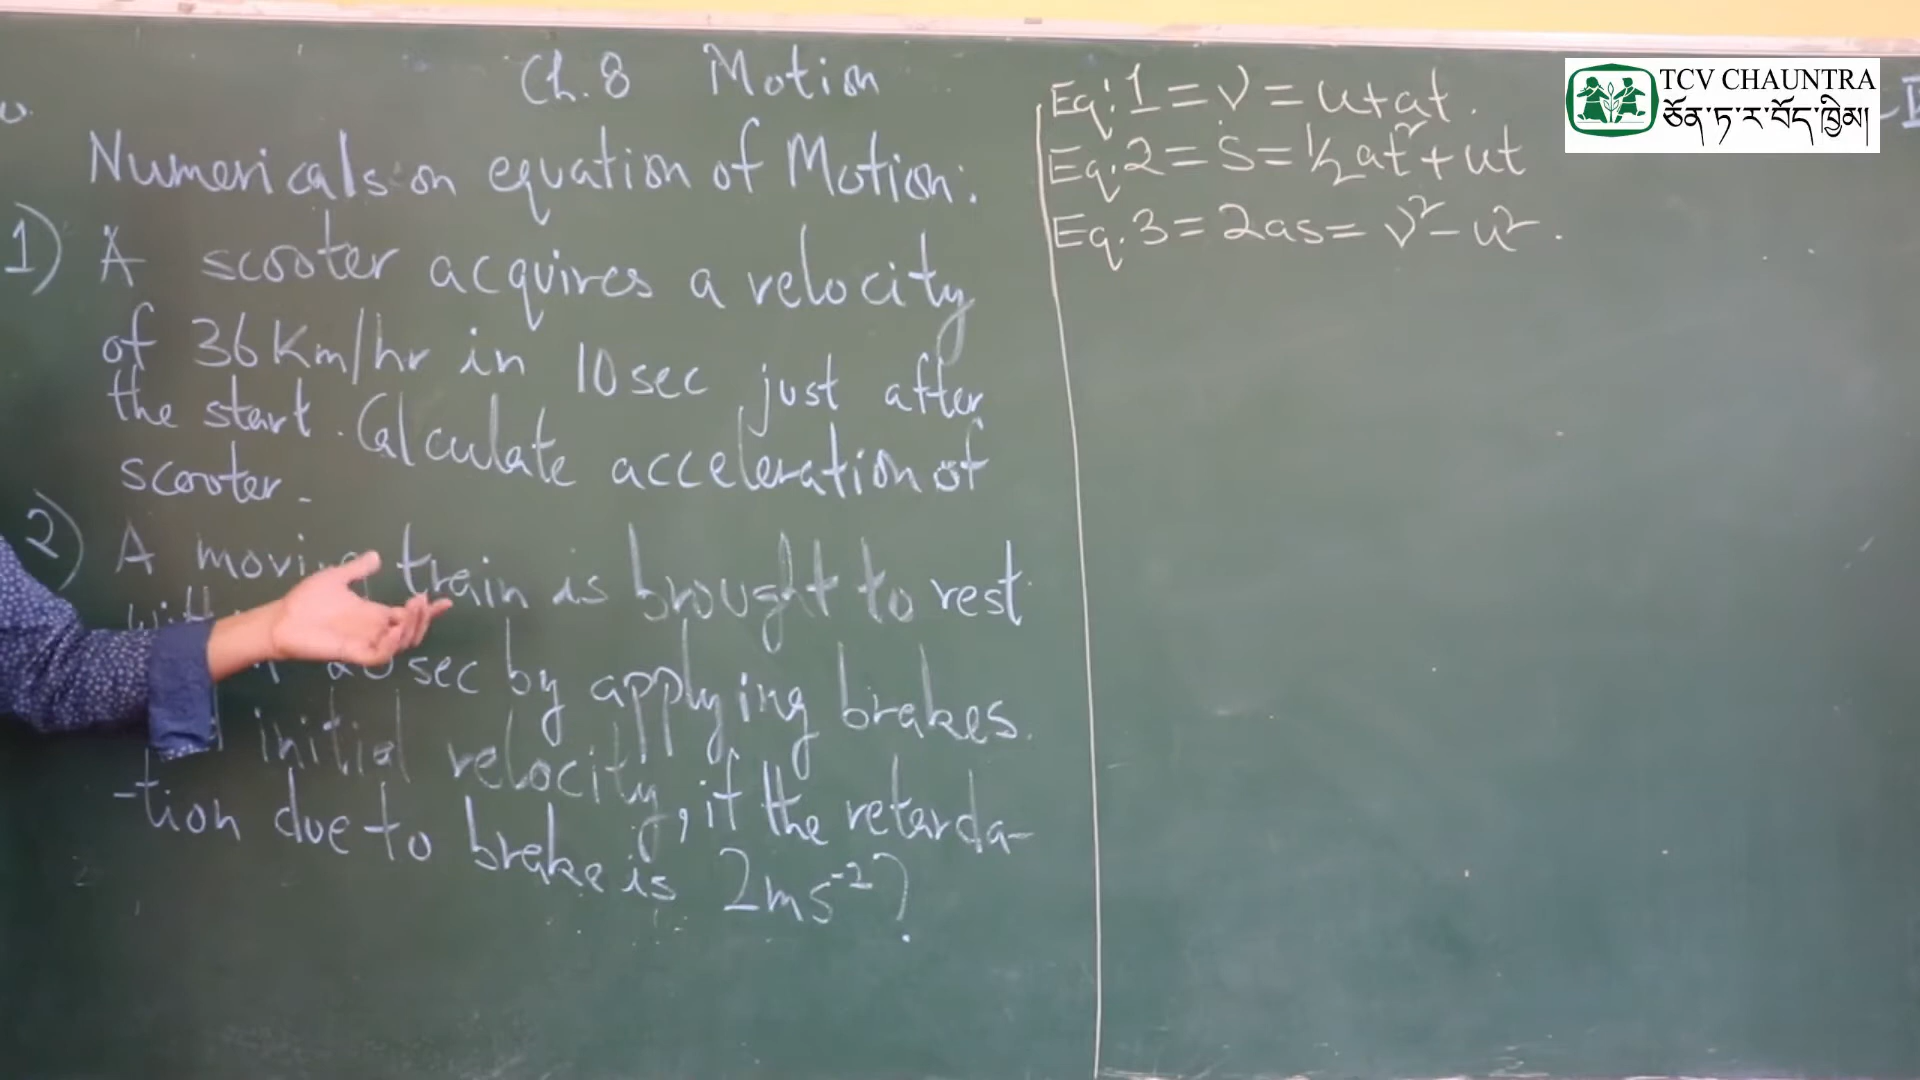 Ch.8 Motion
Numericals on equation of Motion:
1) A scooter acquires a velocity
of 36 Km/hr in 10 sec just after
the start. Calculate acceleration of
scooter.
2) A moving train is brought to rest
20 sec by applying brakes.
initial velocity, if the retarda-
-tion due to brake is 2ms⁻²?
Eq:1 = v = u+at.
Eq:2 = S = ½ at² + ut
Eq.3 = 2as = v² - u².
TCV CHAUNTRA
ཅོན་ཏ་ར་བོད་ཁྱིམ།